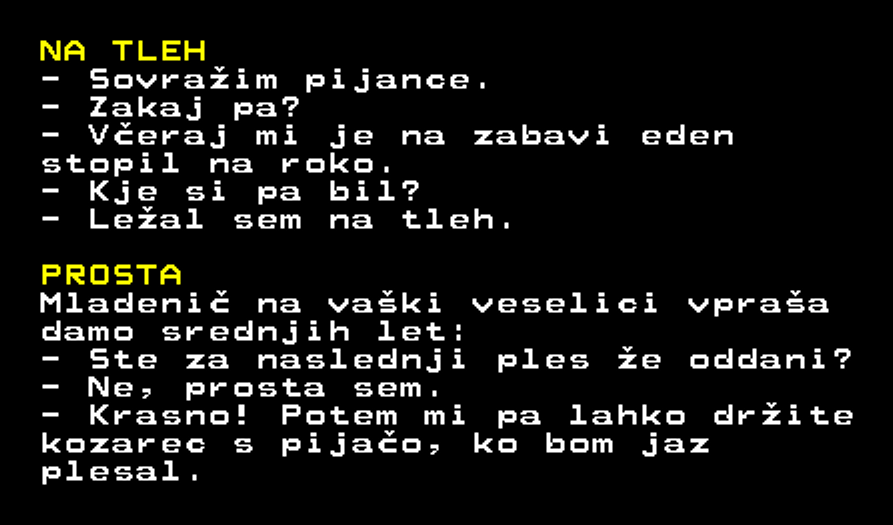 NA TLEH
- Sovražim pijance.
- Zakaj pa?
- Včeraj mi je na zabavi eden
stopil na roko.
- Kje si pa bil?
- Ležal sem na tleh.
PROSTA
Mladenič na vaški veselici vpraša
damo srednjih let:
- Ste za naslednji ples že oddani?
- Ne, prosta sem.
- Krasno! Potem mi pa lahko držite
kozarec s pijačo, ko bom jaz
plesal.